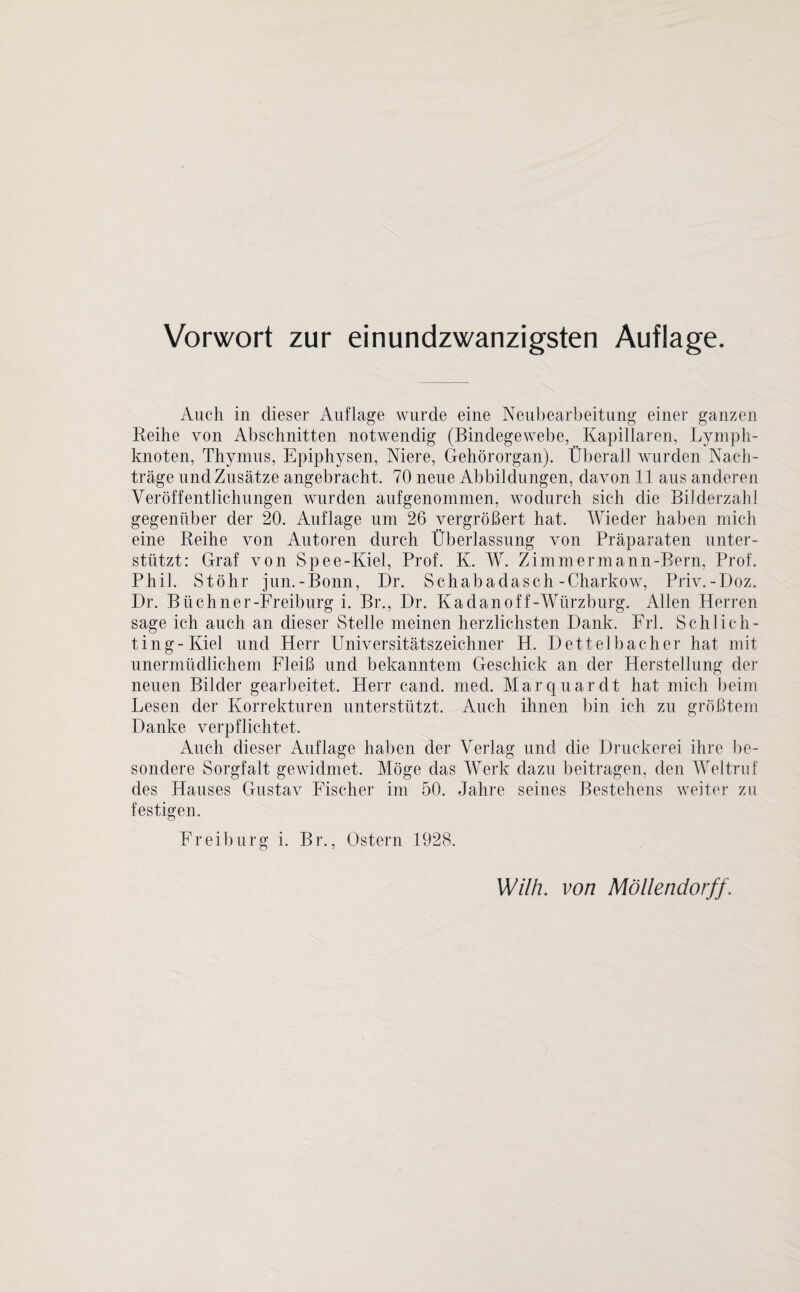 Vorwort zur einundzwanzigsten Auflage.
Auch in dieser Auflage wurde eine Neubearbeitung einer ganzen
Reihe von Abschnitten notwendig (Bindegewebe, Kapillaren, Lymph-
knoten, Thymus, Epiphysen, Niere, Gehörorgan). Überall wurden Nach-
träge und Zusätze angebracht. 70 neue Abbildungen, davon 11 aus anderen
Veröffentlichungen wurden aufgenommen, wodurch sich die Bilderzahl
gegenüber der 20. Auflage um 26 vergrößert hat. Wieder haben mich
eine Reihe von Autoren durch Überlassung von Präparaten unter-
stützt: Graf von Spee-Kiel, Prof. K. W. Zimmermann-Bern, Prof.
Phil. Stöhr jun.-Bonn, Dr. Schabadasch-Charkow, Priv.-Doz.
Dr. Büchner-Freiburg i. Br., Dr. Kadanoff-Würzburg. Allen Herren
sage ich auch an dieser Stelle meinen herzlichsten Dank. Frl. Schlich-
ting-Kiel und Herr Universitätszeichner H. Dettelbacher hat mit
unermüdlichem Fleiß und bekanntem Geschick an der Herstellung der
neuen Bilder gearbeitet. Herr cand. med. Marquardt hat mich beim
Lesen der Korrekturen unterstützt. Auch ihnen bin ich zu größtem
Danke verpflichtet.
Auch dieser Auflage haben der Verlag und die Druckerei ihre be-
sondere Sorgfalt gewidmet. Möge das Werk dazu beitragen, den Weltruf
des Hauses Gustav Fischer im 50. Jahre seines Bestehens weiter zu
festigen.
Freiburg i. Br., Ostern 1928.
Wilh. von Möllendorff.